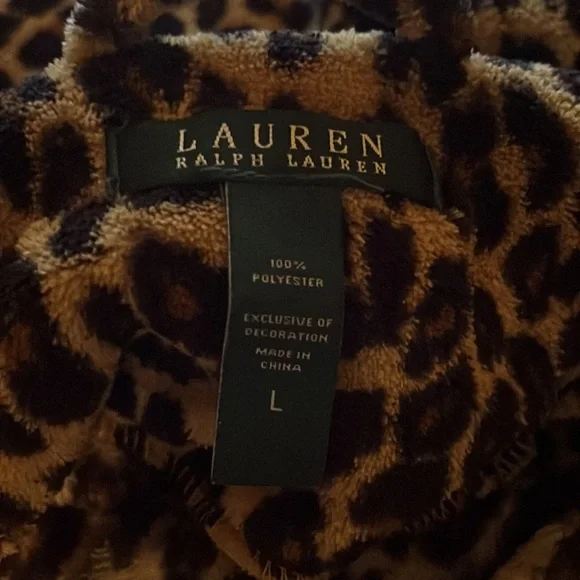 LAUREN
RALPH LAUREN
100%
POLYESTER
EXCLUSIVE OF
DECORATION
MADE IN
CHINA
L